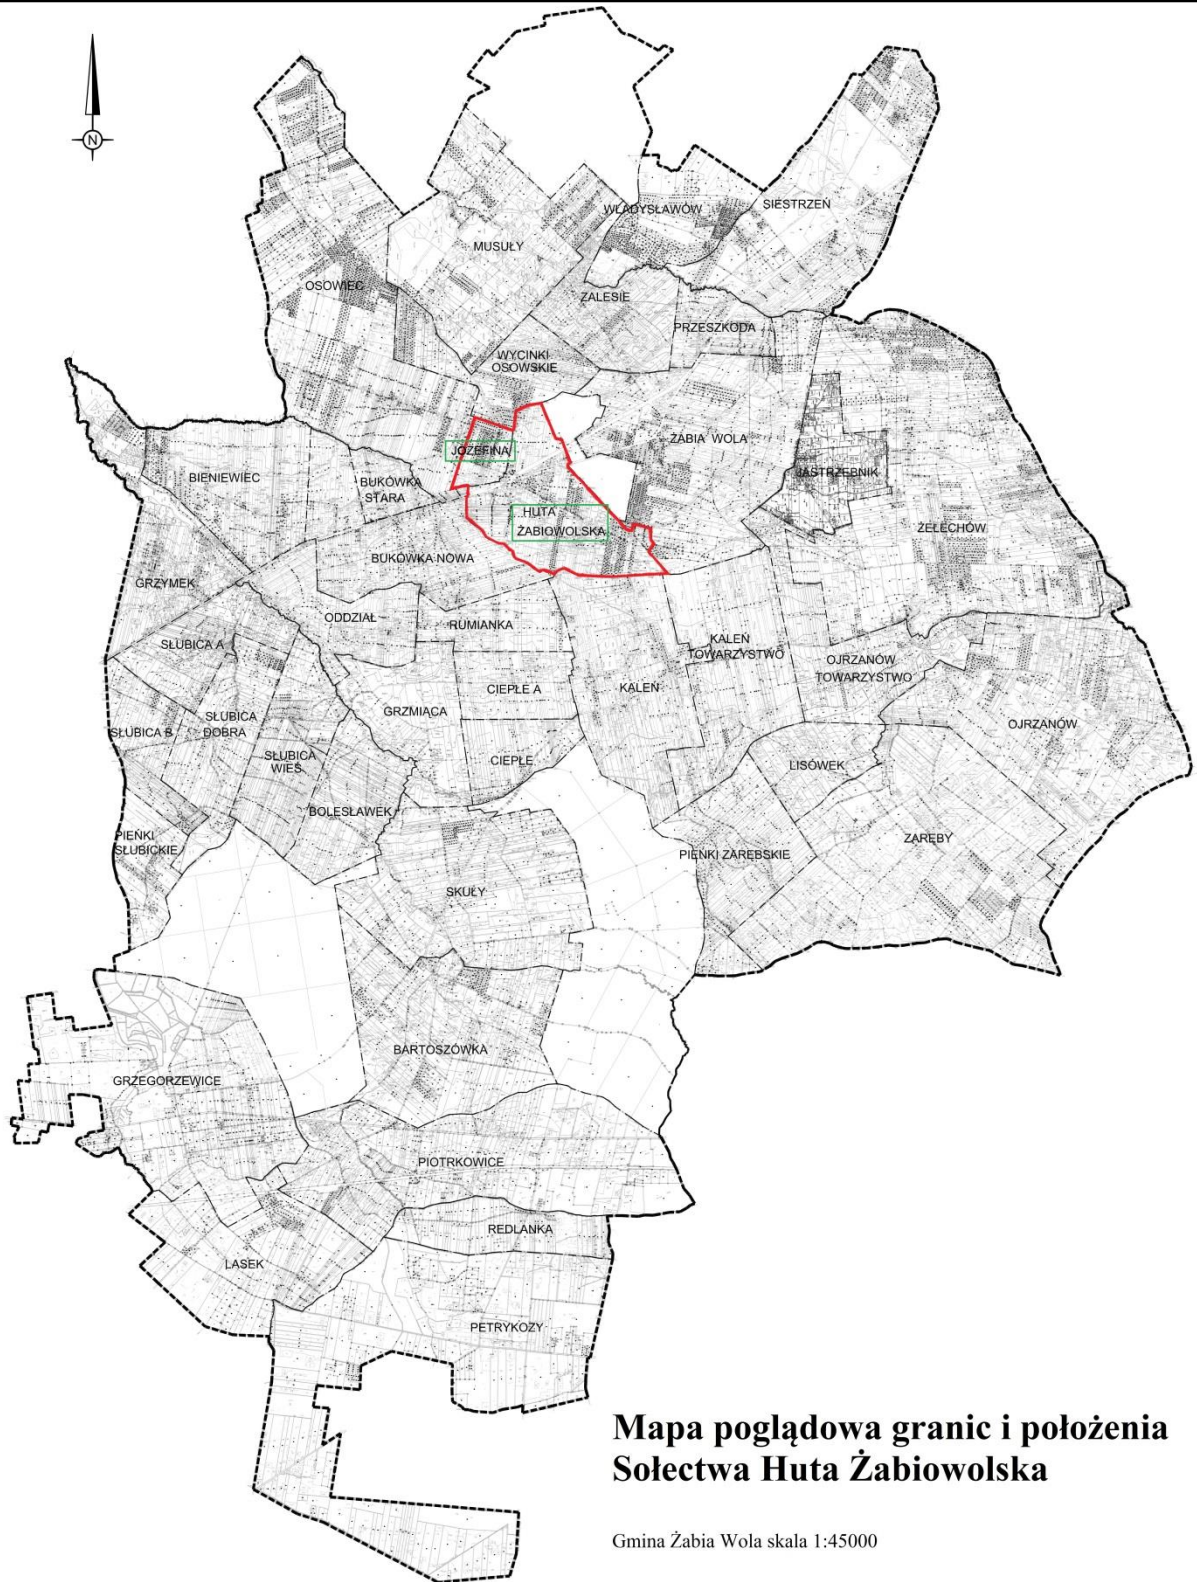 N
WŁADYSŁAWÓW
SIESTRZEŃ
MUSUŁY
OSOWIEC
ZALESIE
PRZESZKODA
WYCINKI
OSOWSKIE
ŻABIA WOLA
JÓZEFINA
JASTRZĘBNIK
BIENIEWIEC
BUKÓWKA
STARA
HUTA
ŻABIOWOLSKA
ŻELECHÓW
BUKÓWKA NOWA
GRZYMEK
ODDZIAŁ
RUMIANKA
SŁUBICA A
KALEŃ
TOWARZYSTWO
OJRZANÓW
TOWARZYSTWO
CIEPŁE A
KALEŃ
GRZMIĄCA
SŁUBICA B
SŁUBICA
DOBRA
OJRZANÓW
SŁUBICA
WIEŚ
CIEPŁE
LISÓWEK
BOLESŁAWEK
PIEŃKI
SŁUBICKIE
ZARĘBY
PIEŃKI ZARĘBSKIE
SKUŁY
BARTOSZÓWKA
GRZEGORZEWICE
PIOTRKOWICE
REDLANKA
LASEK
PETRYKOZY
Mapa poglądowa granic i położenia
Sołectwa Huta Żabiowolska
Gmina Żabia Wola skala 1:45000